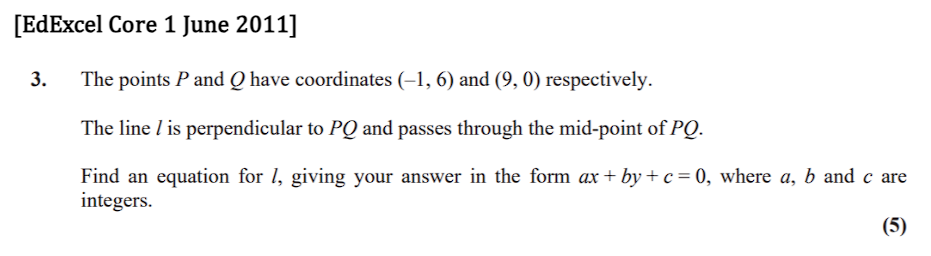 [EdExcel Core 1 June 2011]
3. The points P and Q have coordinates (–1, 6) and (9, 0) respectively.
The line l is perpendicular to PQ and passes through the mid-point of PQ.
Find an equation for l, giving your answer in the form ax + by + c = 0, where a, b and c are
integers.
(5)